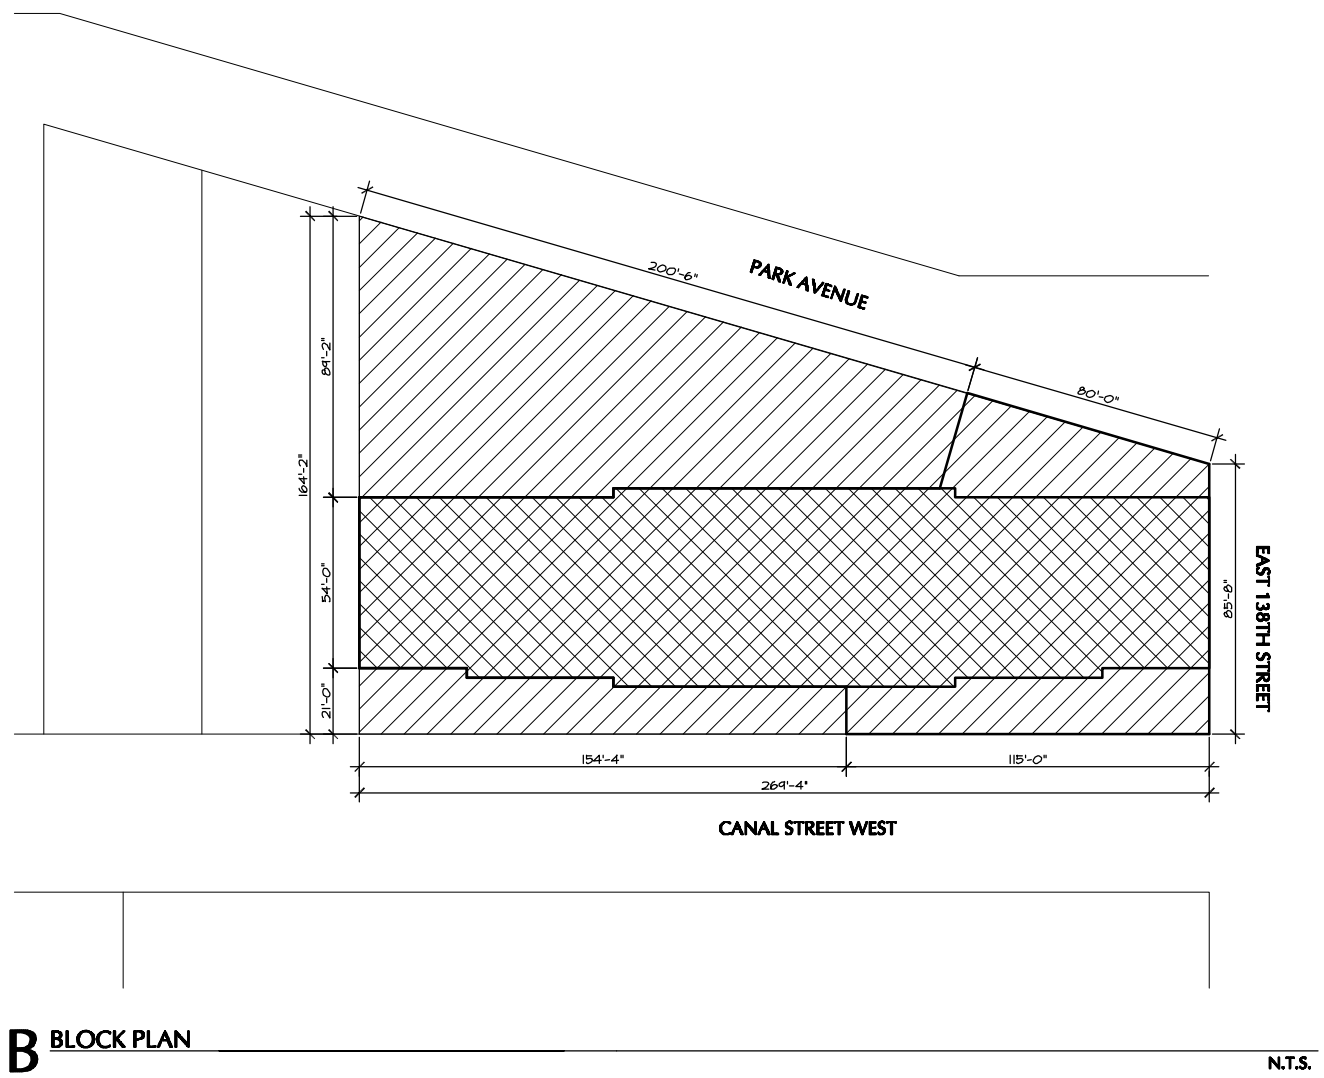 200'-6"
PARK AVENUE
80'-0"
89'-2"
164'-2"
54'-0"
21'-0"
85'-8"
EAST 138TH STREET
154'-4"
115'-0"
269'-4"
CANAL STREET WEST
B BLOCK PLAN
N.T.S.